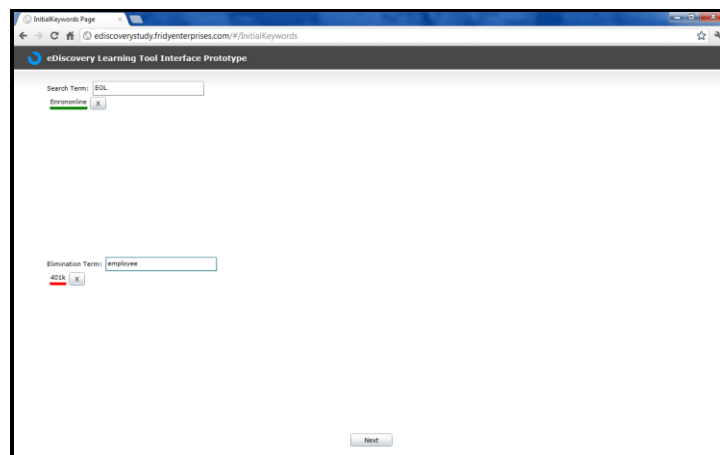 InitialKeywords Page
ediscoverystudy.fridyenterprises.com/#/InitialKeywords
eDiscovery Learning Tool Interface Prototype
Search Term: EOL
Enrononline X
Elimination Term: employee
401k X
Next